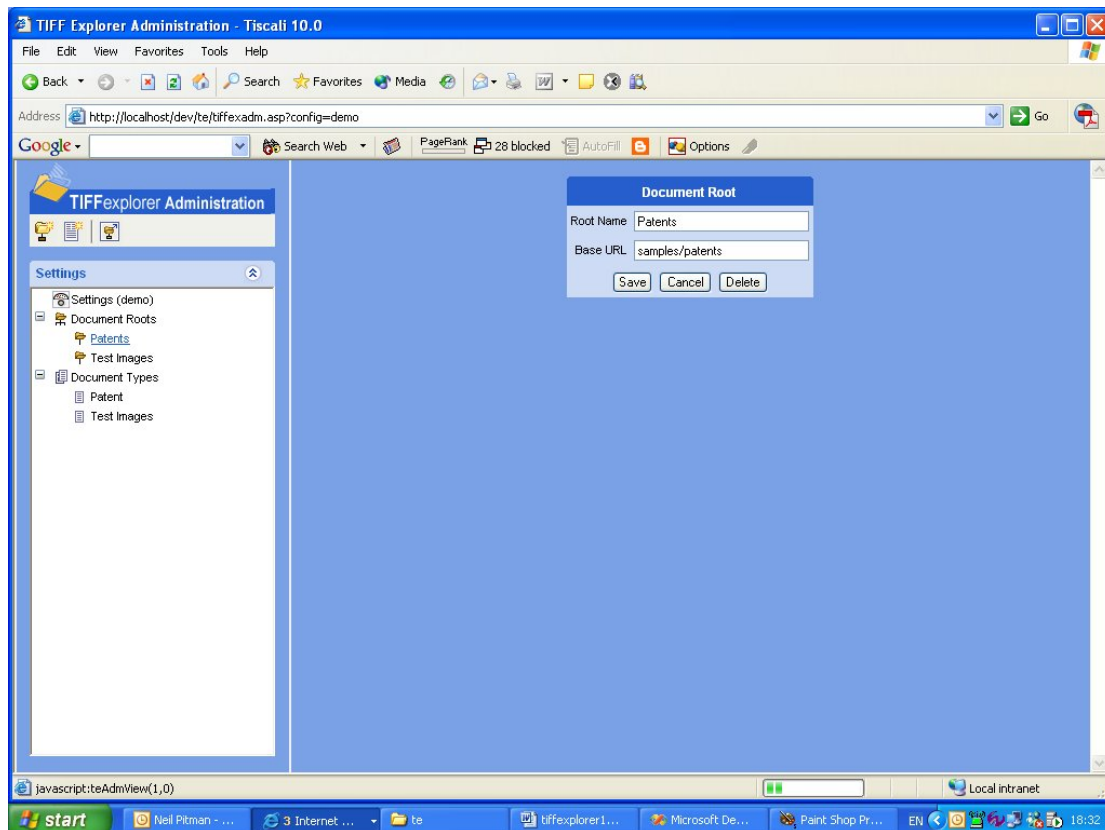 TIFF Explorer Administration - Tiscali 10.0
File Edit View Favorites Tools Help
Back Search Favorites Media
Address http://localhost/dev/te/tiffexadm.asp?config=demo Go
Google Search Web PageRank 28 blocked AutoFill Options
TIFFexplorer Administration
Settings
Settings (demo)
Document Roots
Patents
Test Images
Document Types
Patent
Test Images
Document Root
Root Name Patents
Base URL samples/patents
Save Cancel Delete
javascript:teAdmView(1,0) Local intranet
start Neil Pitman - ... 3 Internet ... te tiffexplorer1... Microsoft De... Paint Shop Pr... EN 18:32